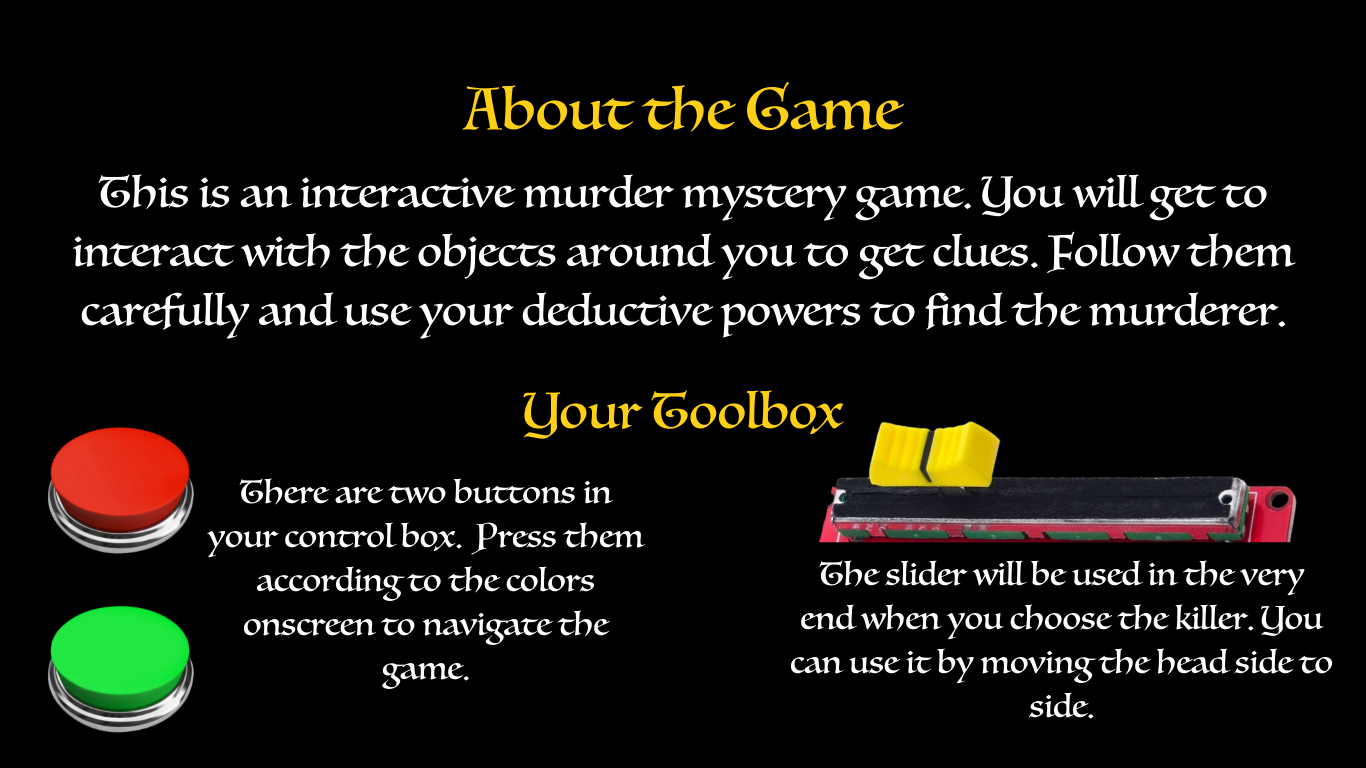 About the Game
This is an interactive murder mystery game. You will get to
interact with the objects around you to get clues. Follow them
carefully and use your deductive powers to find the murderer.
Your Toolbox
There are two buttons in
your control box. Press them
according to the colors
onscreen to navigate the
game.
The slider will be used in the very
end when you choose the killer. You
can use it by moving the head side to
side.